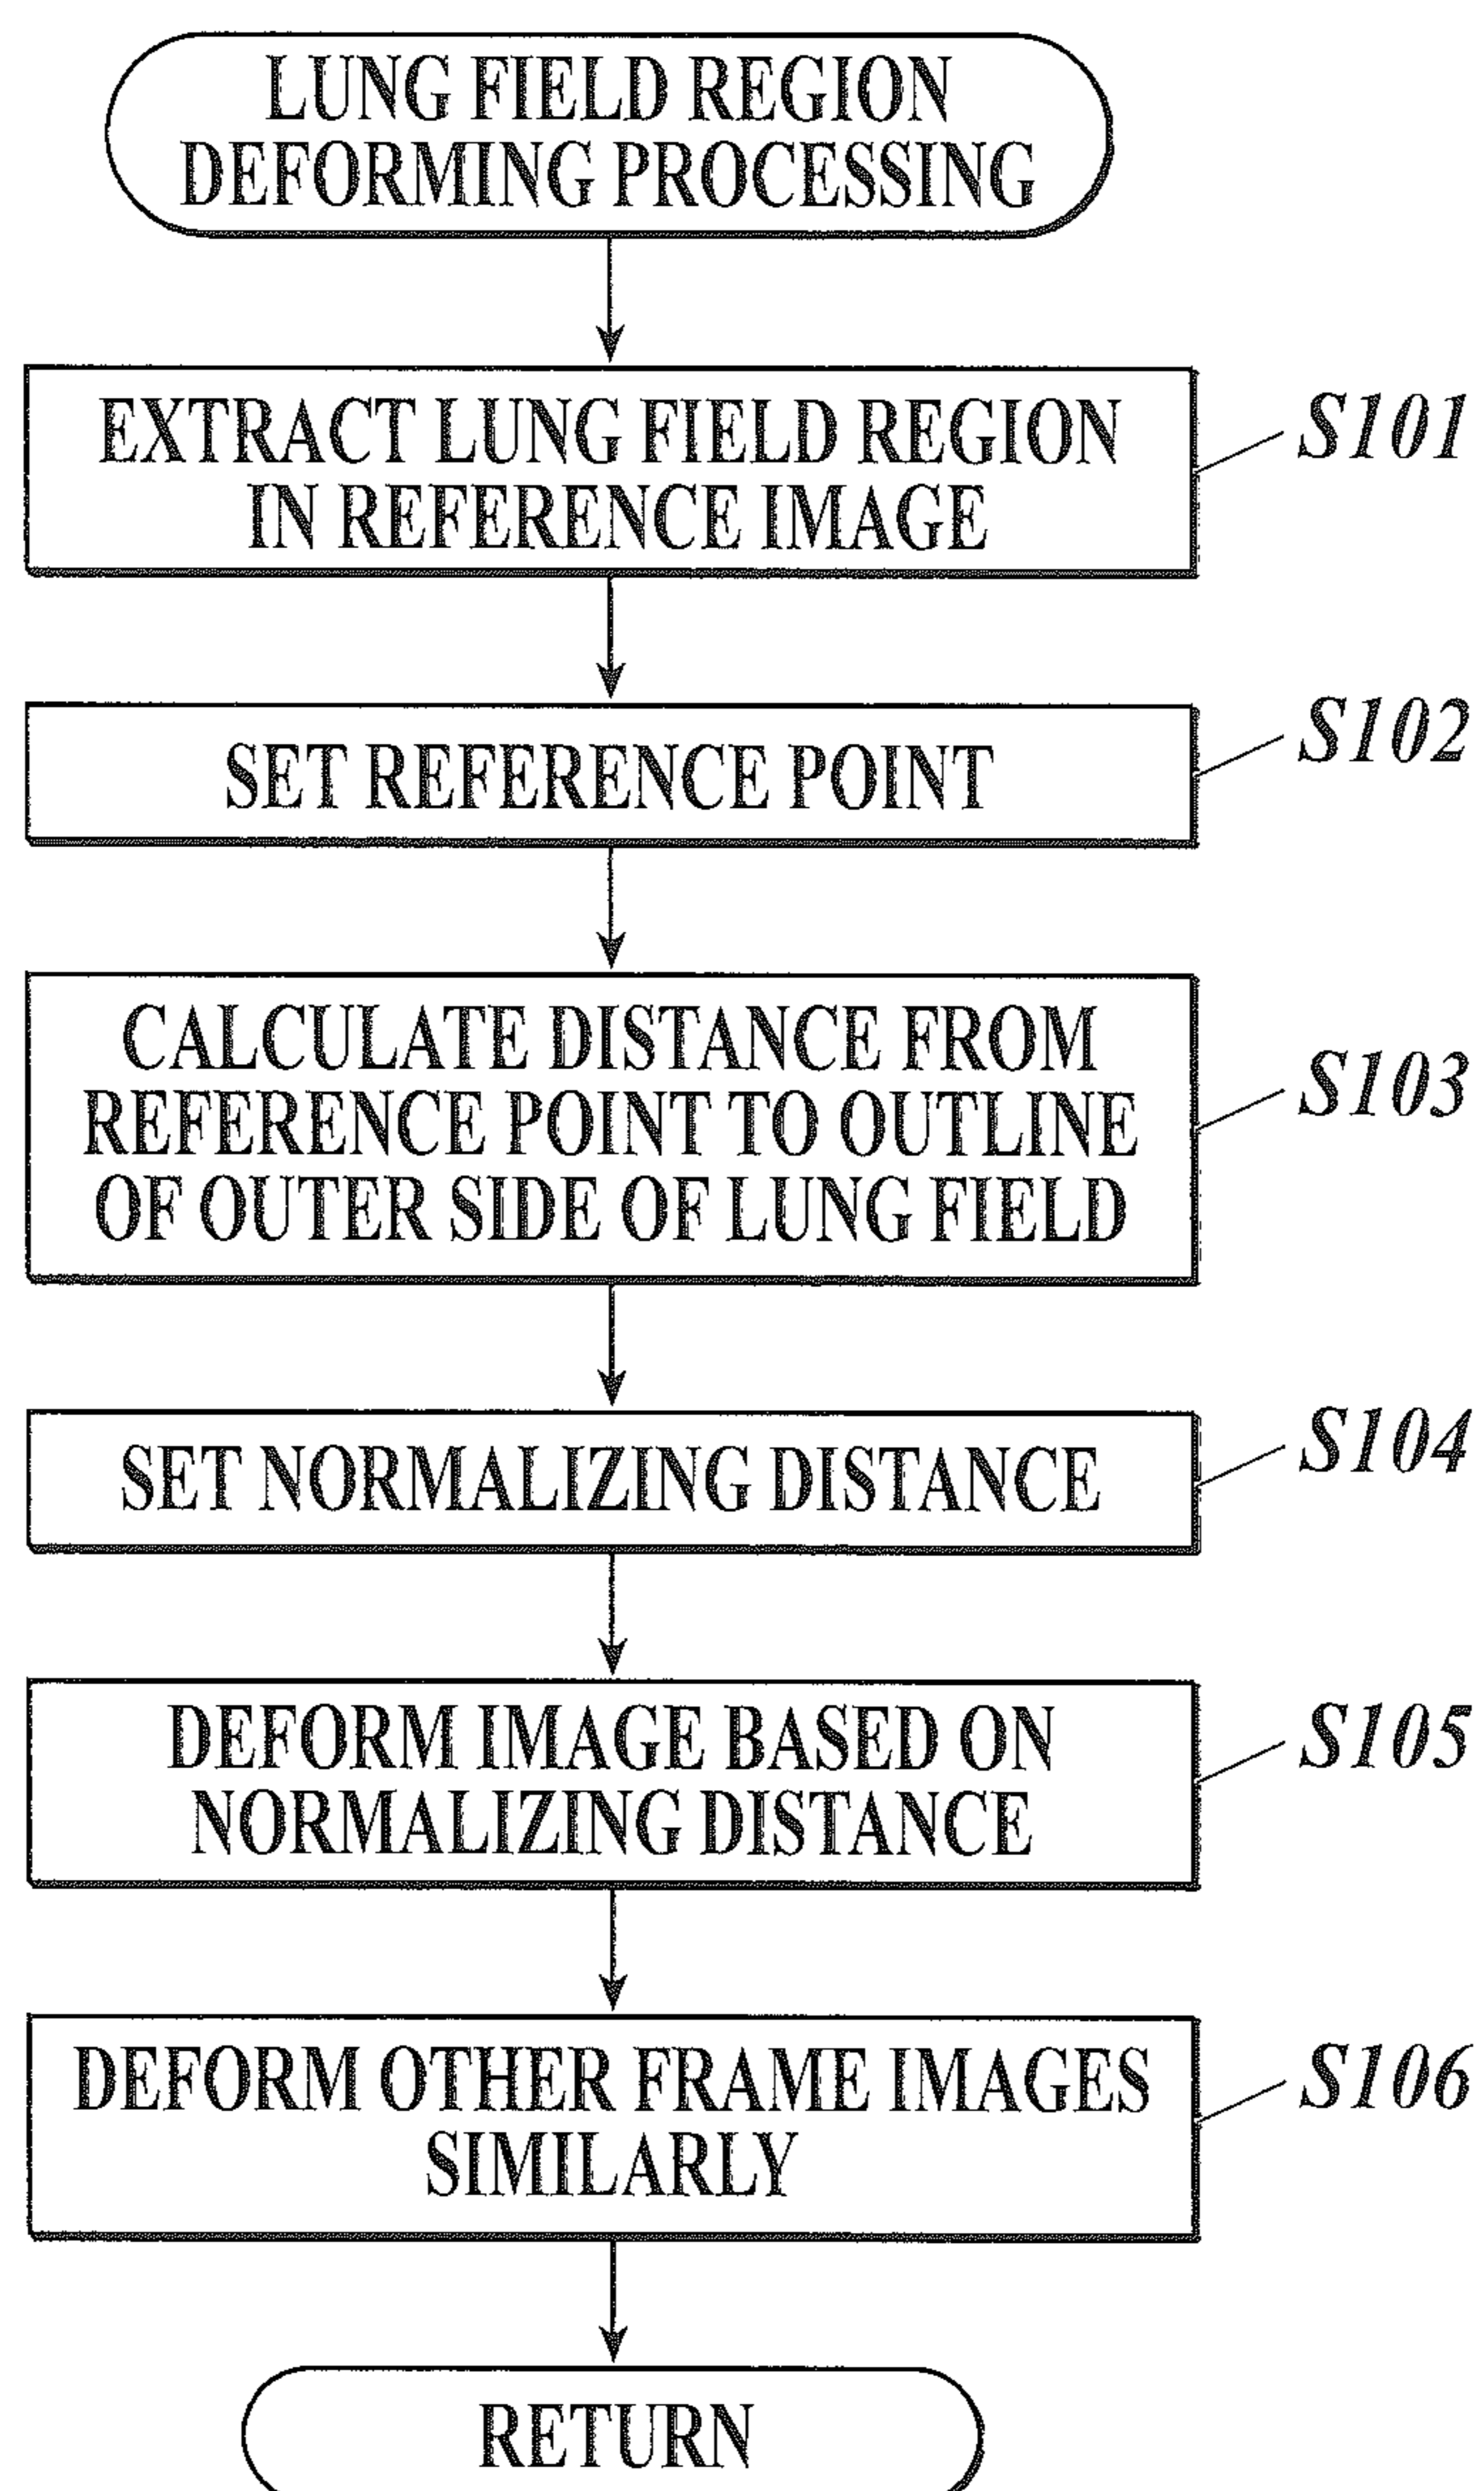 LUNG FIELD REGION
DEFORMING PROCESSING
EXTRACT LUNG FIELD REGION
IN REFERENCE IMAGE
S101
SET REFERENCE POINT
S102
CALCULATE DISTANCE FROM
REFERENCE POINT TO OUTLINE
OF OUTER SIDE OF LUNG FIELD
S103
SET NORMALIZING DISTANCE
S104
DEFORM IMAGE BASED ON
NORMALIZING DISTANCE
S105
DEFORM OTHER FRAME IMAGES
SIMILARLY
S106
RETURN